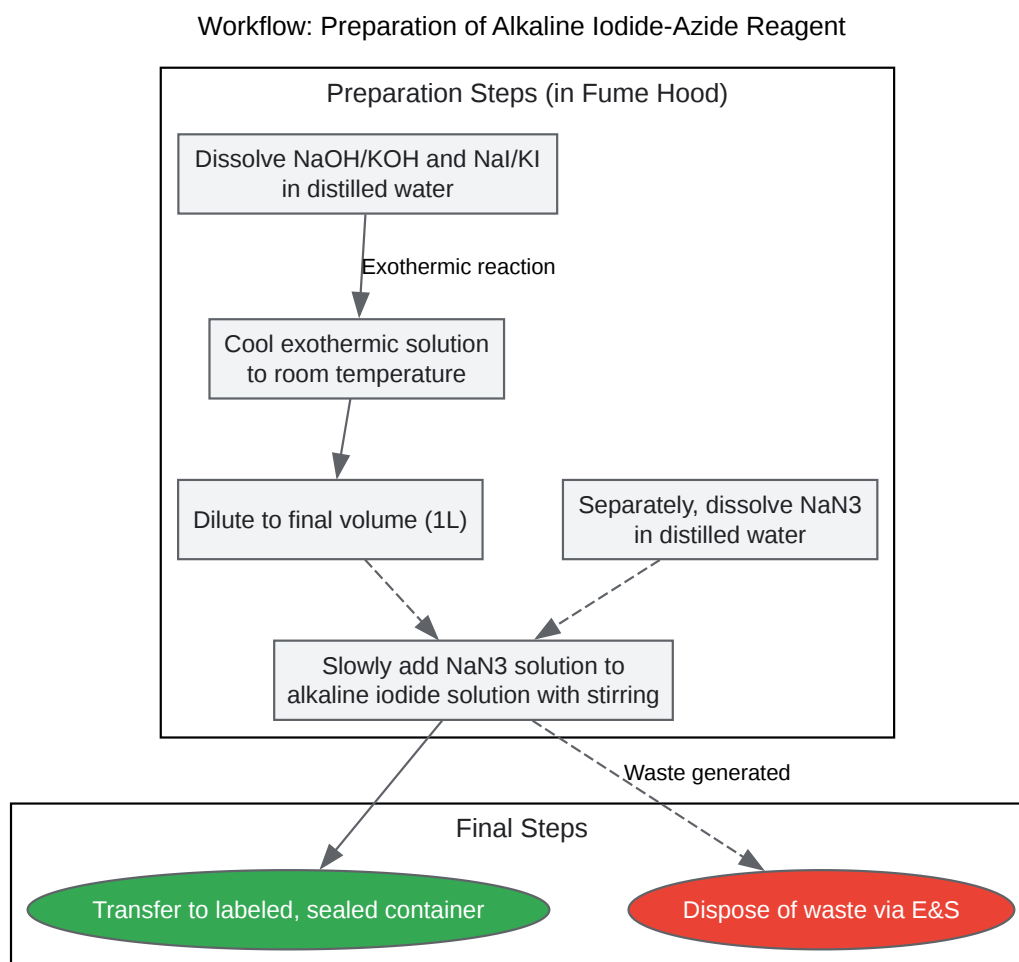 Workflow: Preparation of Alkaline Iodide-Azide Reagent
Preparation Steps (in Fume Hood)
Dissolve NaOH/KOH and NaI/KI
in distilled water
Exothermic reaction
Cool exothermic solution
to room temperature
Dilute to final volume (1L)
Separately, dissolve NaN3
in distilled water
Slowly add NaN3 solution to
alkaline iodide solution with stirring
Waste generated
Final Steps
Transfer to labeled, sealed container
Dispose of waste via E&S